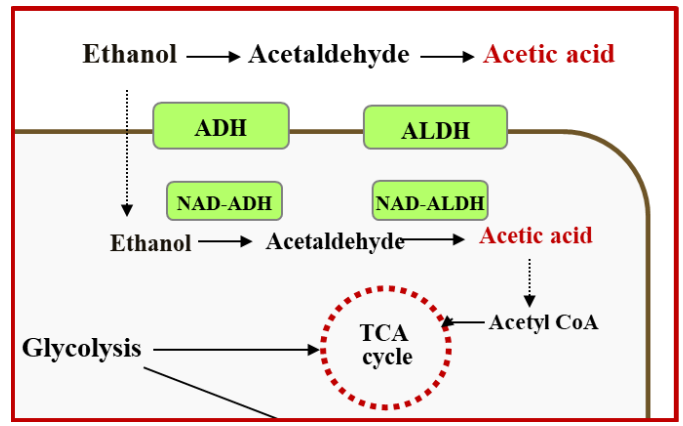 Ethanol Acetaldehyde Acetic acid
ADH ALDH
NAD-ADH NAD-ALDH
Ethanol Acetaldehyde Acetic acid
Acetyl CoA
Glycolysis
TCA
cycle